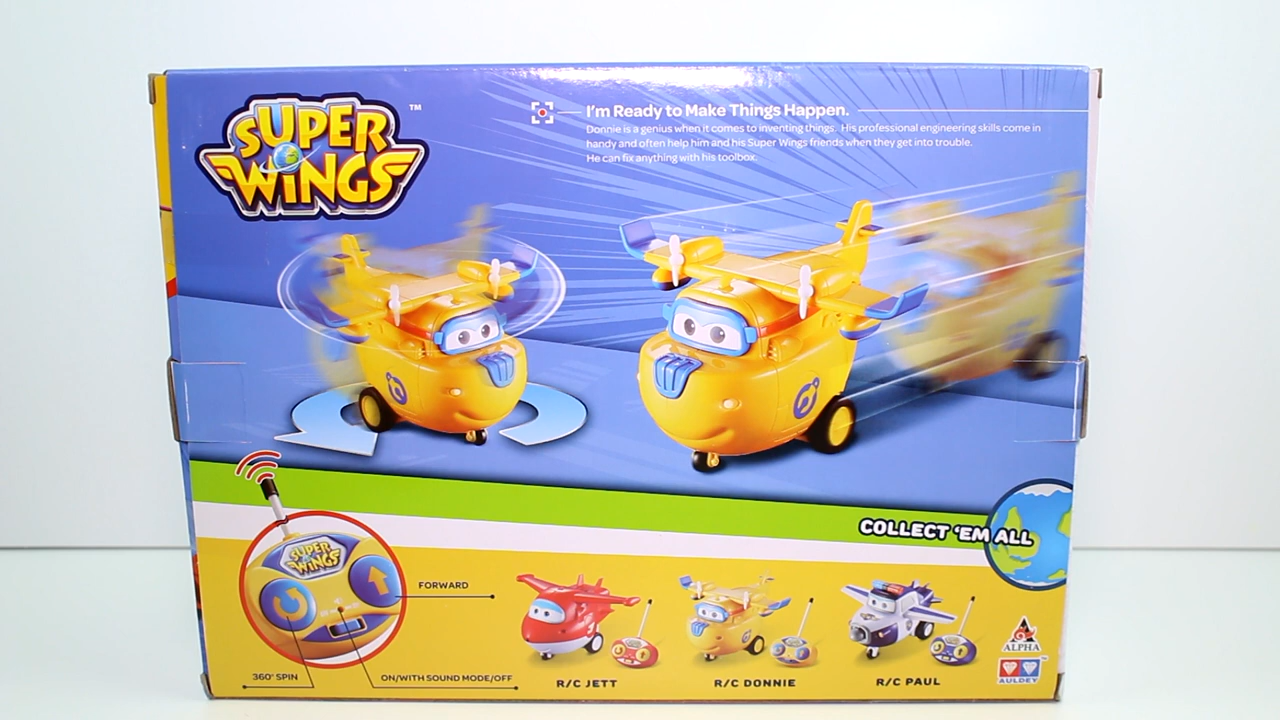 SUPER
WINGS
TM
I'm Ready to Make Things Happen.
Donnie is a genius when it comes to inventing things. His professional engineering skills come in
handy and often help him and his Super Wings friends when they get into trouble.
He can fix anything with his toolbox.
COLLECT 'EM ALL
SUPER
WINGS
FORWARD
360° SPIN
ON/WITH SOUND MODE/OFF
R/C JETT
R/C DONNIE
R/C PAUL
ALPHA
AULDEY